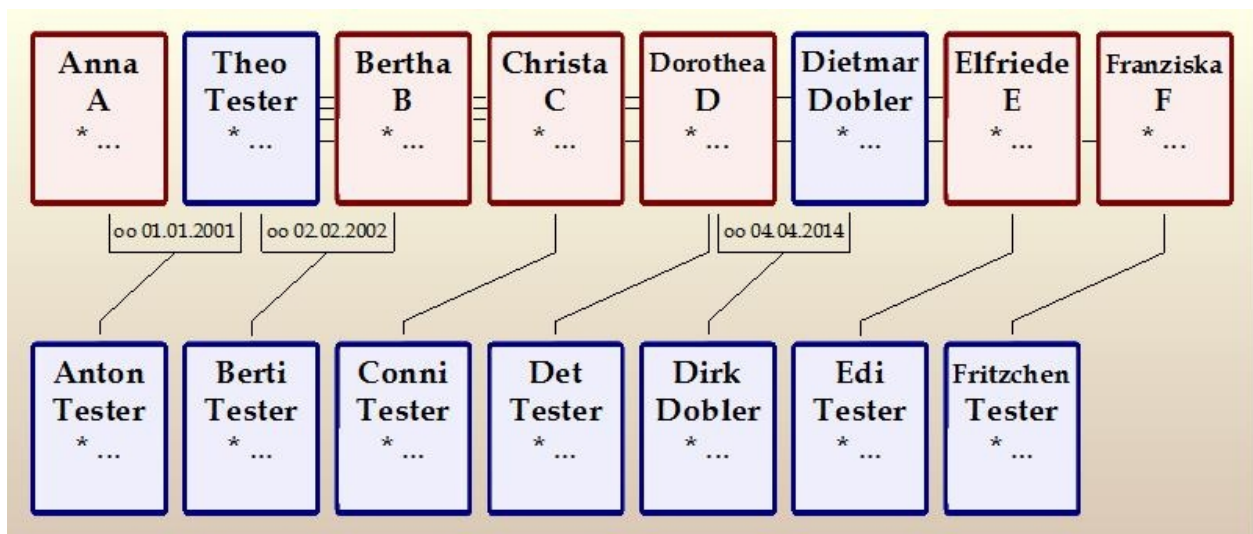 Anna
A
* ...
Theo
Tester
* ...
Bertha
B
* ...
Christa
C
* ...
Dorothea
D
* ...
Dietmar
Dobler
* ...
Elfriede
E
* ...
Franziska
F
* ...
oo 01.01.2001
oo 02.02.2002
oo 04.04.2014
Anton
Tester
* ...
Berti
Tester
* ...
Conni
Tester
* ...
Det
Tester
* ...
Dirk
Dobler
* ...
Edi
Tester
* ...
Fritzchen
Tester
* ...